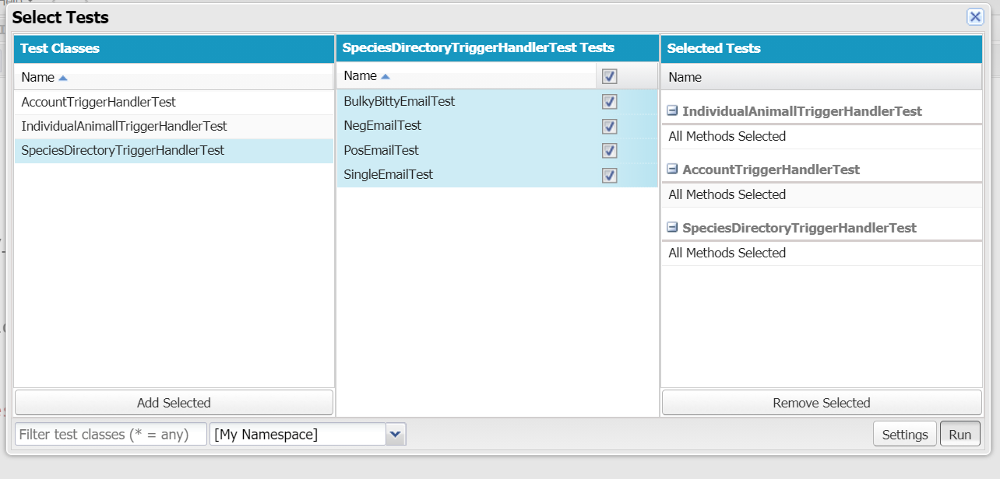 Select Tests
Test Classes
Name
AccountTriggerHandlerTest
IndividualAnimallTriggerHandlerTest
SpeciesDirectoryTriggerHandlerTest
Add Selected
SpeciesDirectoryTriggerHandlerTest Tests
Name
BulkyBittyEmailTest
NegEmailTest
PosEmailTest
SingleEmailTest
Selected Tests
Name
IndividualAnimallTriggerHandlerTest
All Methods Selected
AccountTriggerHandlerTest
All Methods Selected
SpeciesDirectoryTriggerHandlerTest
All Methods Selected
Remove Selected
Filter test classes (* = any)
[My Namespace]
Settings
Run